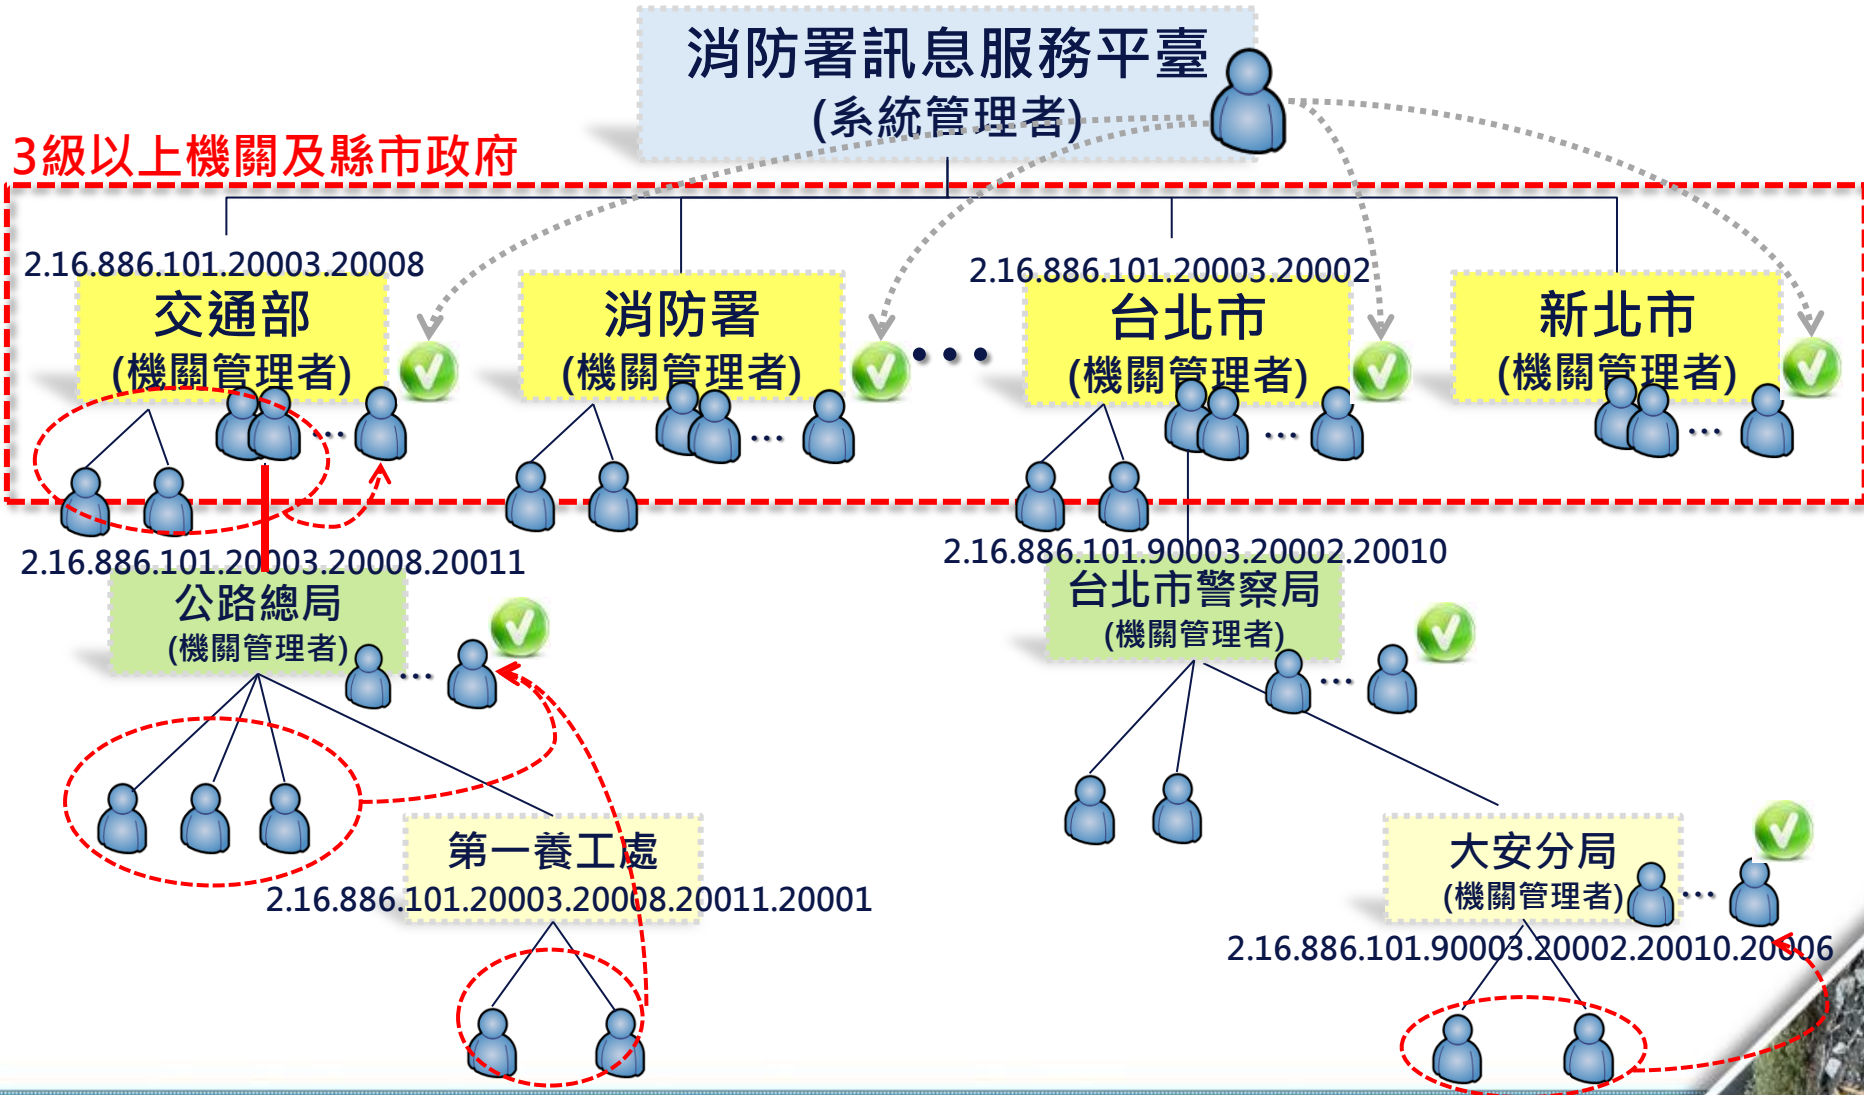 消防署訊息服務平臺
(系統管理者)
3級以上機關及縣市政府
2.16.886.101.20003.20008
交通部
(機關管理者)
...
消防署
(機關管理者)
...
...
2.16.886.101.20003.20002
台北市
(機關管理者)
...
新北市
(機關管理者)
...
2.16.886.101.20003.20008.20011
公路總局
(機關管理者)
...
2.16.886.101.90003.20002.20010
台北市警察局
(機關管理者)
...
第一養工處
2.16.886.101.20003.20008.20011.20001
大安分局
(機關管理者)
...
2.16.886.101.90003.20002.20010.20006